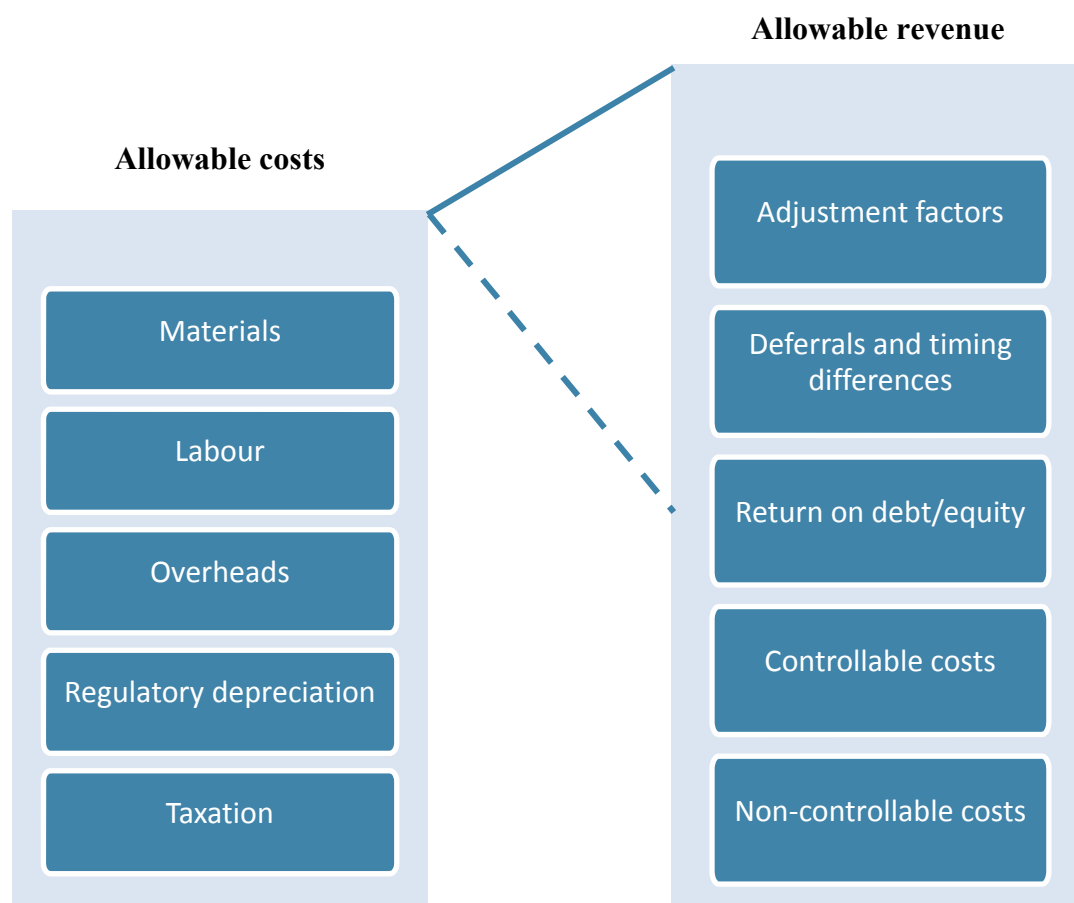 Allowable costs
Materials
Labour
Overheads
Regulatory depreciation
Taxation
Allowable revenue
Adjustment factors
Deferrals and timing
differences
Return on debt/equity
Controllable costs
Non-controllable costs